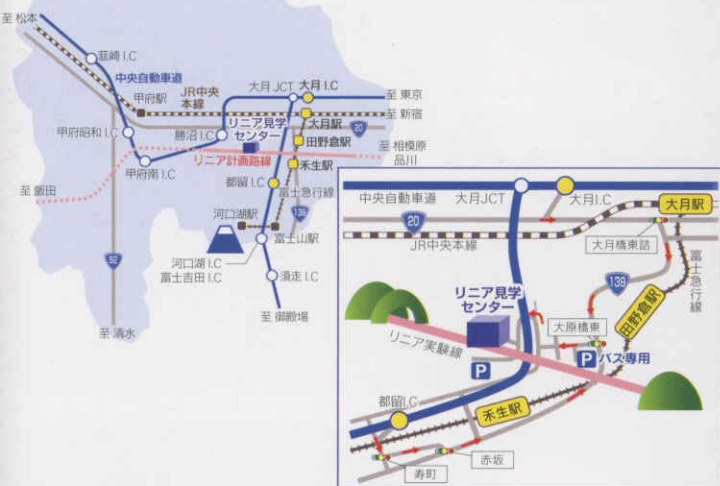 至 松本
韮崎 I.C
中央自動車道
甲府駅
JR中央
本線
大月 JCT
大月 I.C
至 東京
至 新宿
大月駅
20
甲府昭和 I.C
勝沼 I.C
リニア見学
センター
田野倉駅
至 相模原
品川
リニア計画路線
禾生駅
甲府南 I.C
都留 I.C
富士急行線
至 飯田
139
河口湖駅
富士山駅
52
河口湖 I.C
富士吉田 I.C
須走 I.C
至 御殿場
至 清水
中央自動車道
大月JCT
大月I.C
大月駅
20
JR中央本線
大月橋東詰
富士急行線
139
リニア見学
センター
田野倉駅
大原橋東
リニア実験線
P
P バス専用
都留I.C
禾生駅
赤坂
寿町